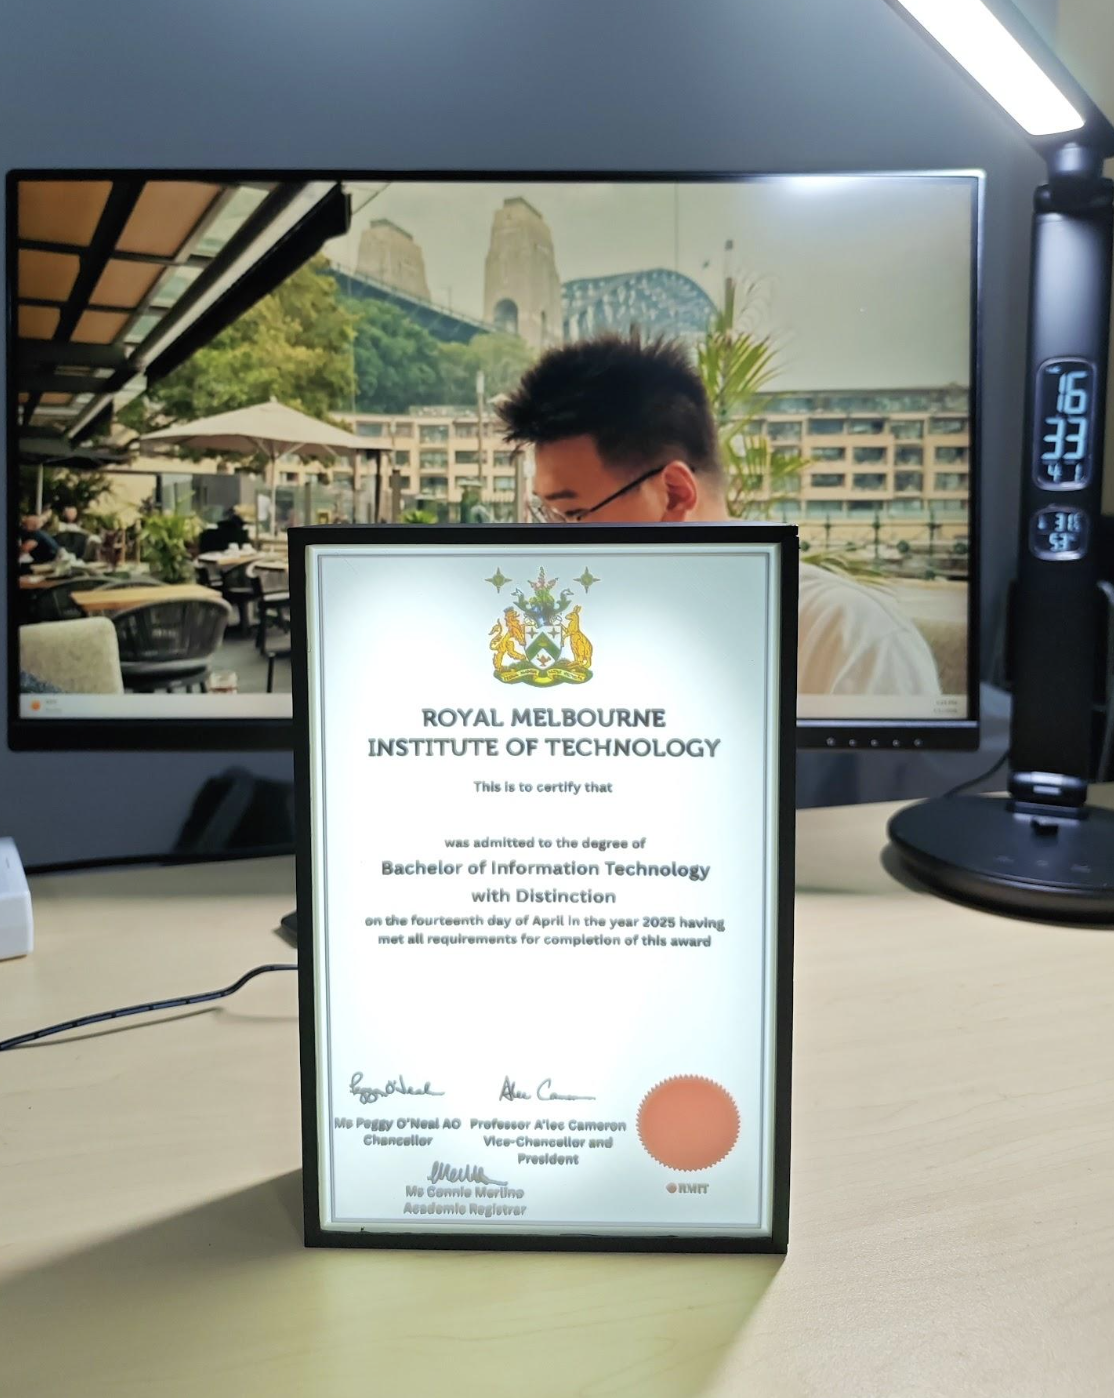 16
33
ROYAL MELBOURNE
INSTITUTE OF TECHNOLOGY
This is to certify that
was admitted to the degree of
Bachelor of Information Technology
with Distinction
on the fourteenth day of April in the year 2025 having
met all requirements for completion of this award
Ms Peggy O'Neal AO
Chancellor
Professor A'lec Cameron
Vice-Chancellor and
President
Ms Connie Merlino
Academic Registrar
RMIT